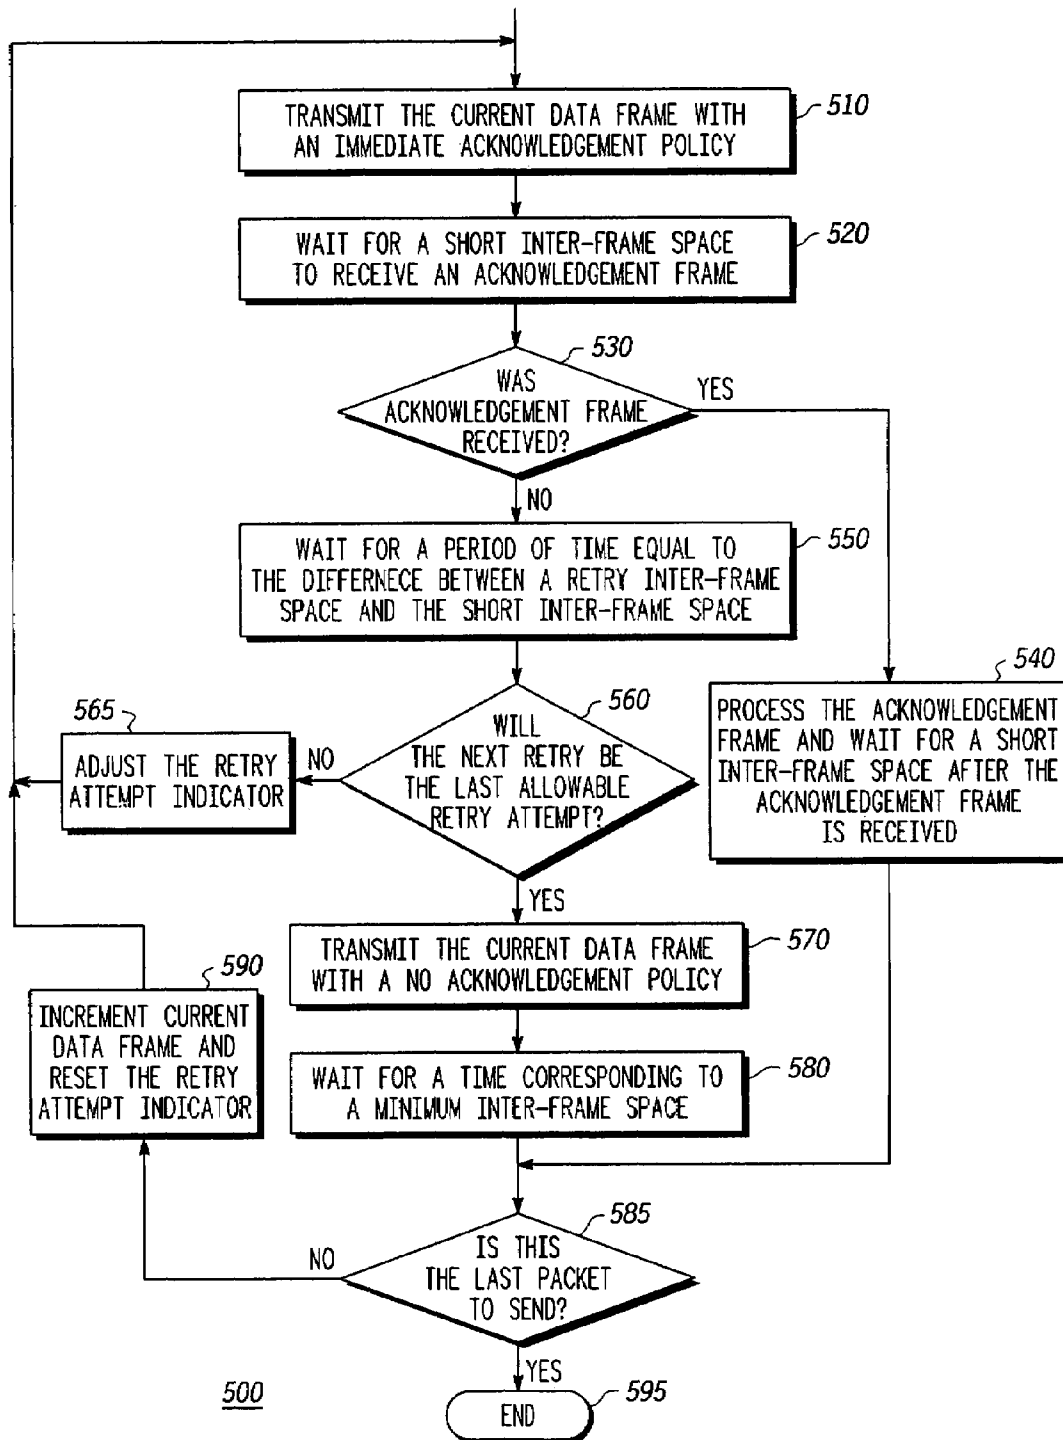 TRANSMIT THE CURRENT DATA FRAME WITH
AN IMMEDIATE ACKNOWLEDGEMENT POLICY
510
WAIT FOR A SHORT INTER-FRAME SPACE
TO RECEIVE AN ACKNOWLEDGEMENT FRAME
520
530
WAS
ACKNOWLEDGEMENT FRAME
RECEIVED?
YES
NO
WAIT FOR A PERIOD OF TIME EQUAL TO
THE DIFFERNECE BETWEEN A RETRY INTER-FRAME
SPACE AND THE SHORT INTER-FRAME SPACE
550
540
PROCESS THE ACKNOWLEDGEMENT
FRAME AND WAIT FOR A SHORT
INTER-FRAME SPACE AFTER THE
ACKNOWLEDGEMENT FRAME
IS RECEIVED
560
WILL
THE NEXT RETRY BE
THE LAST ALLOWABLE
RETRY ATTEMPT?
NO
565
ADJUST THE RETRY
ATTEMPT INDICATOR
YES
TRANSMIT THE CURRENT DATA FRAME
WITH A NO ACKNOWLEDGEMENT POLICY
570
590
INCREMENT CURRENT
DATA FRAME AND
RESET THE RETRY
ATTEMPT INDICATOR
WAIT FOR A TIME CORRESPONDING TO
A MINIMUM INTER-FRAME SPACE
580
585
IS THIS
THE LAST PACKET
TO SEND?
NO
YES
500
END
595